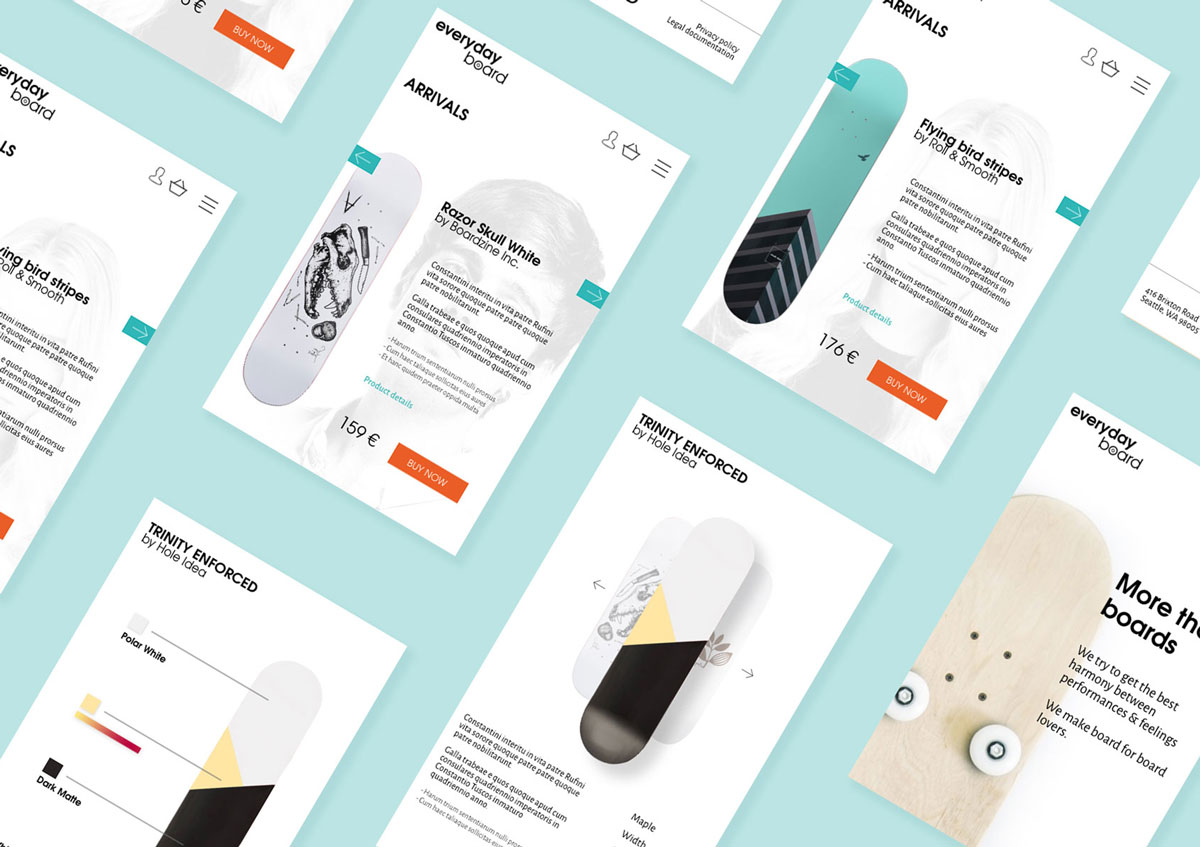 BUY NOW
Privacy policy
Legal documentation
everyday
board
ARRIVALS
Razor Skull White
by Boardzine inc.
Constantini interitu in vita patre Rufini
vita sorore quoque patre patre quoque
patre nobilitarunt.
Calla trabeae e quos quoque apud cum
consulares quadriennio imperatoris in
Constantio Tuscos inmaturo quadriennio
anno.
- Harum trium sententiarum nulli prorsus
- Cum haec taliaque sollicitas eius aures
- Et hanc quidem praeter oppida multa
Product details
159 €
BUY NOW
ARRIVALS
Flying bird stripes
by Roll & Smooth
Constantini interitu in vita patre Rufini
vita sorore quoque patre patre quoque
patre nobilitarunt.
Calla trabeae e quos quoque apud cum
consulares quadriennio imperatoris in
Constantio Tuscos inmaturo quadriennio
anno.
- Harum trium sententiarum nulli prorsus
- Cum haec taliaque sollicitas eius aures
Product details
176 €
BUY NOW
416 Brixton Road
Seattle, WA 98005
everyday
board
bird stripes
Roll & Smooth
interitu in vita patre Rufini
quoque patre patre quoque
e quos quoque apud cum
quadriennio imperatoris in
Tuscos inmaturo quadriennio
nulli prorsus
eius aures
TRINITY ENFORCED
by Hole Idea
Polar White
Dark Matte
TRINITY ENFORCED
by Hole Idea
Constantini interitu in vita patre Rufini
vita sorore quoque patre patre quoque
patre nobilitarunt.
Calla trabeae e quos quoque apud cum
consulares quadriennio imperatoris in
Constantio Tuscos inmaturo
quadriennio anno.
- Harum trium sententiarum nulli prorsus
- Cum haec taliaque sollicitas eius aures
Maple
Width
everyday
board
More
boards
We try to get the best
harmony between
performances & feelings
We make board for board
lovers.